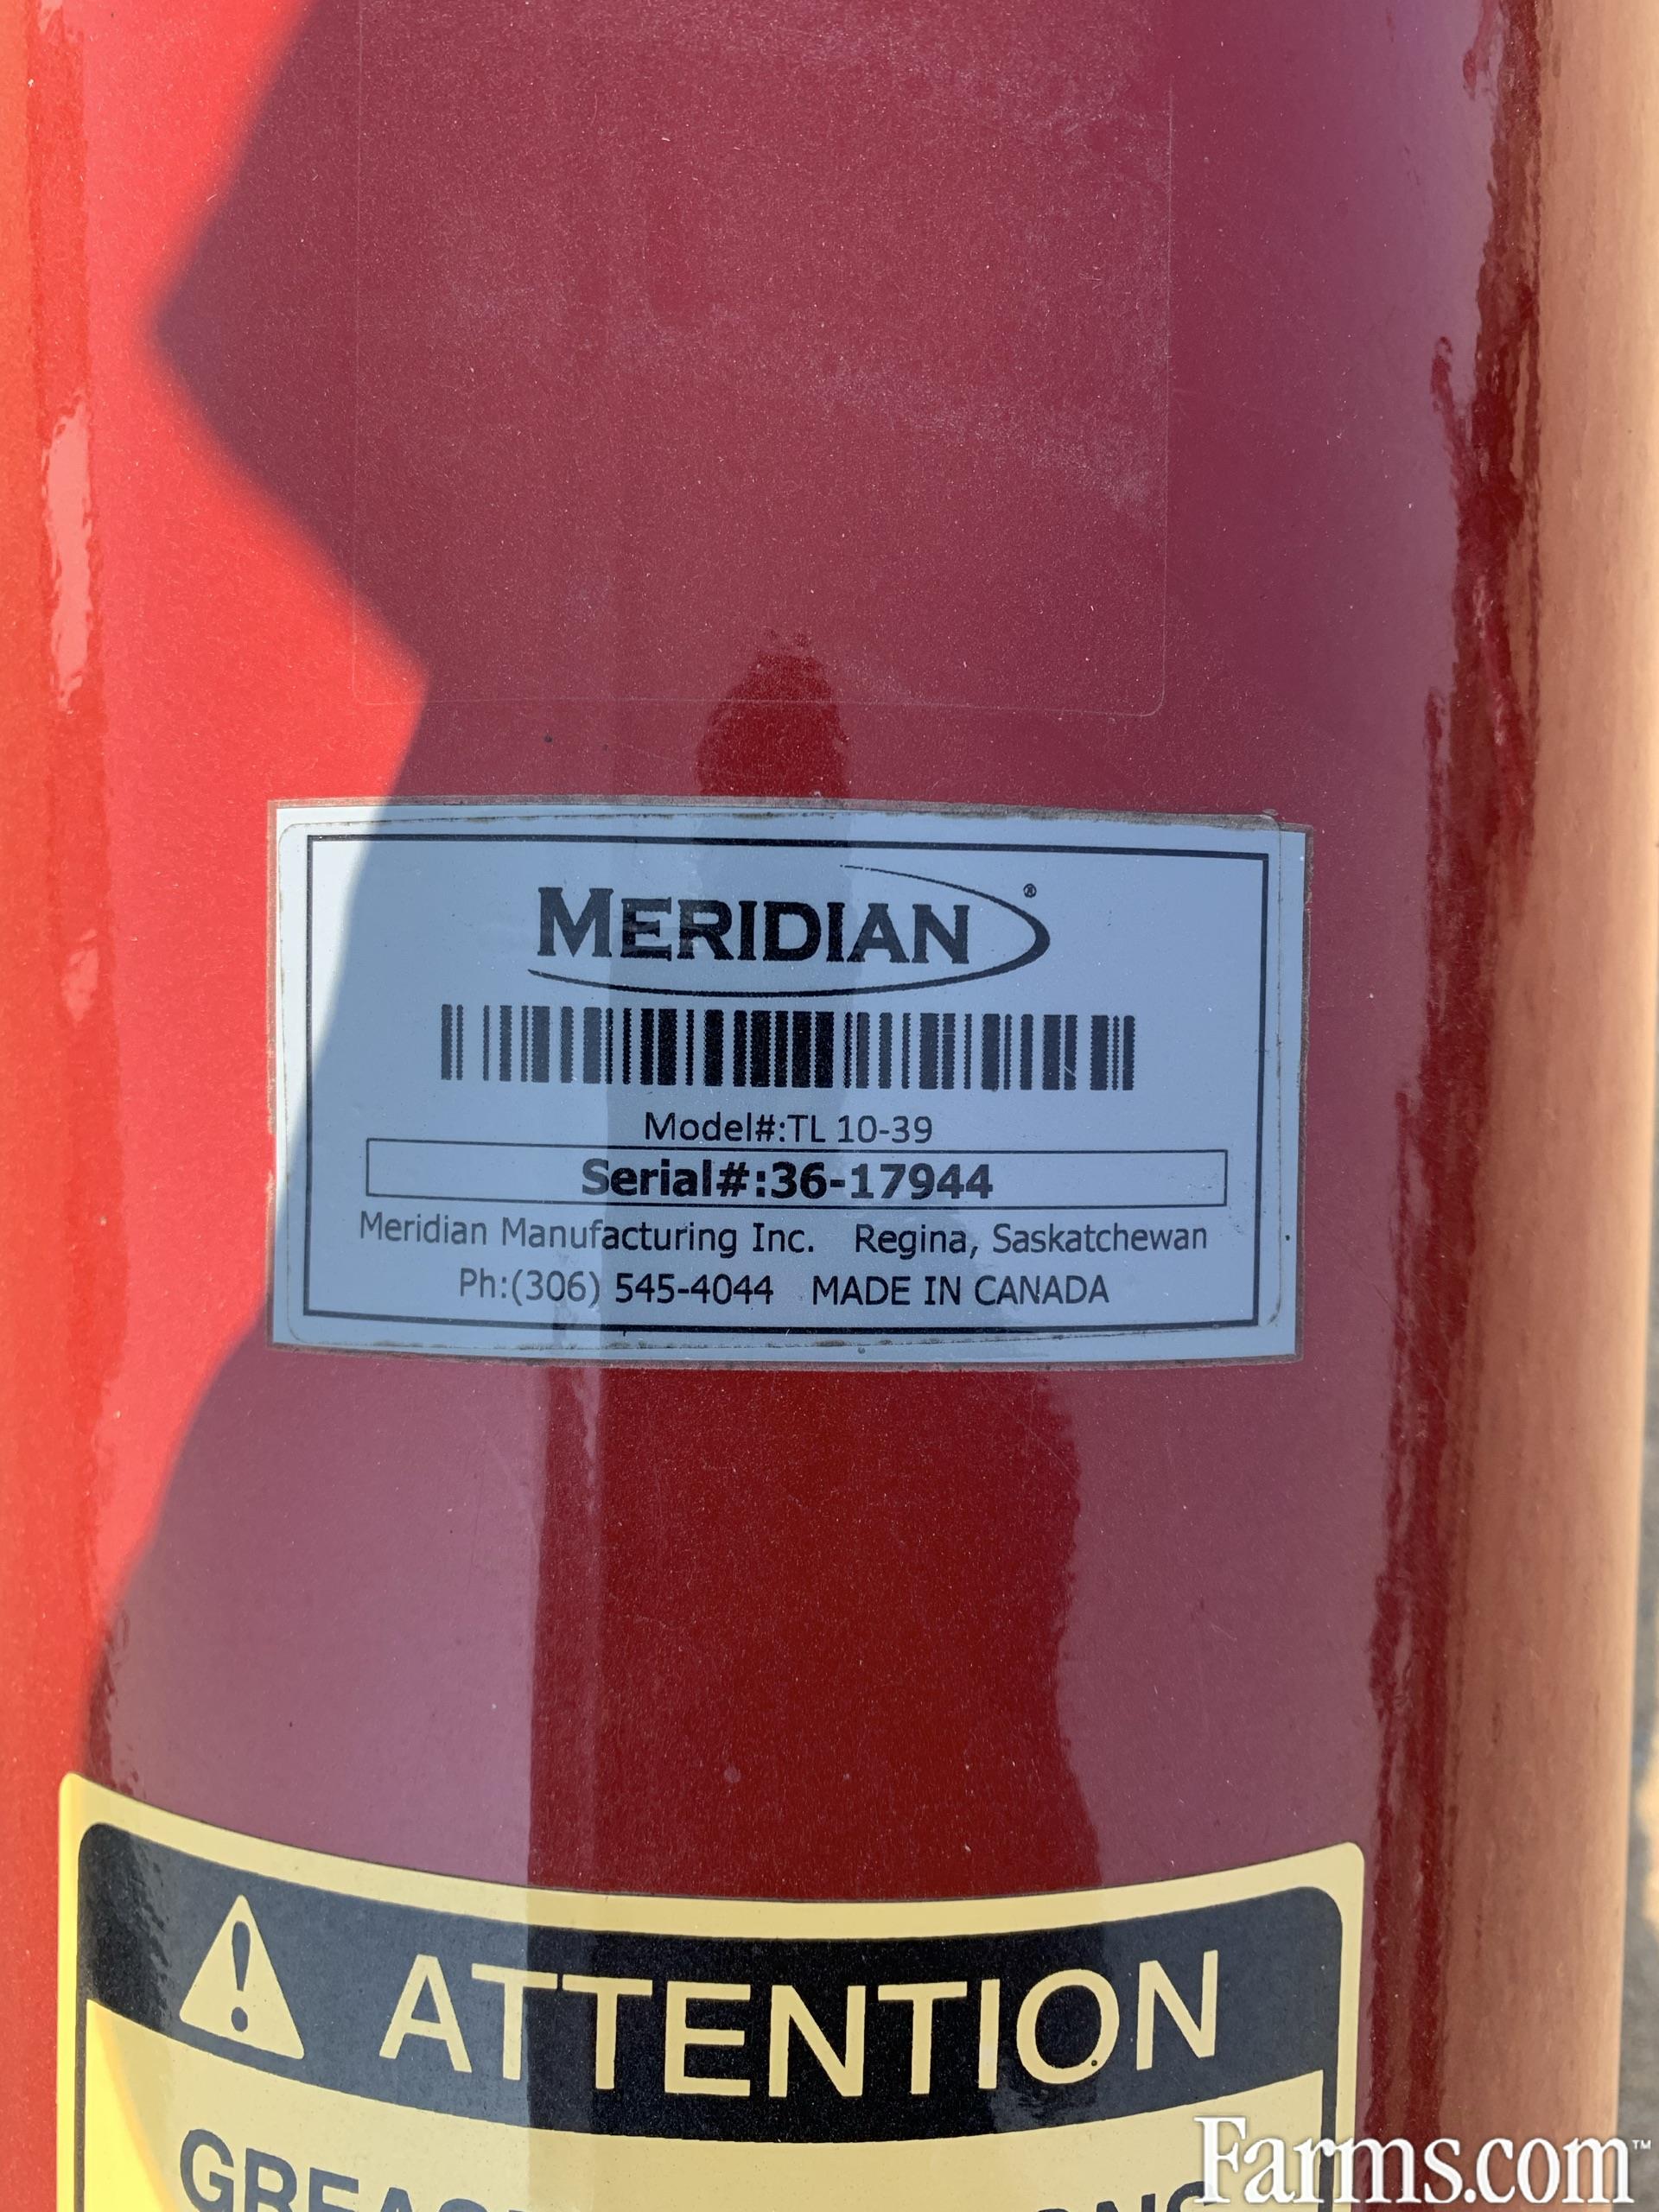 MERIDIAN®
Model#:TL 10-39
Serial#:36-17944
Meridian Manufacturing Inc. Regina, Saskatchewan
Ph:(306) 545-4044 MADE IN CANADA
ATTENTION
Farms.com™